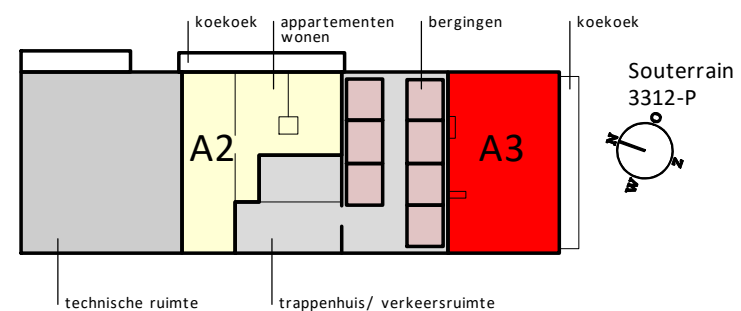 koekoek
appartementen
wonen
bergingen
koekoek
Souterrain
3312-P
O
N
Z
W
A2
A3
technische ruimte
trappenhuis/ verkeersruimte